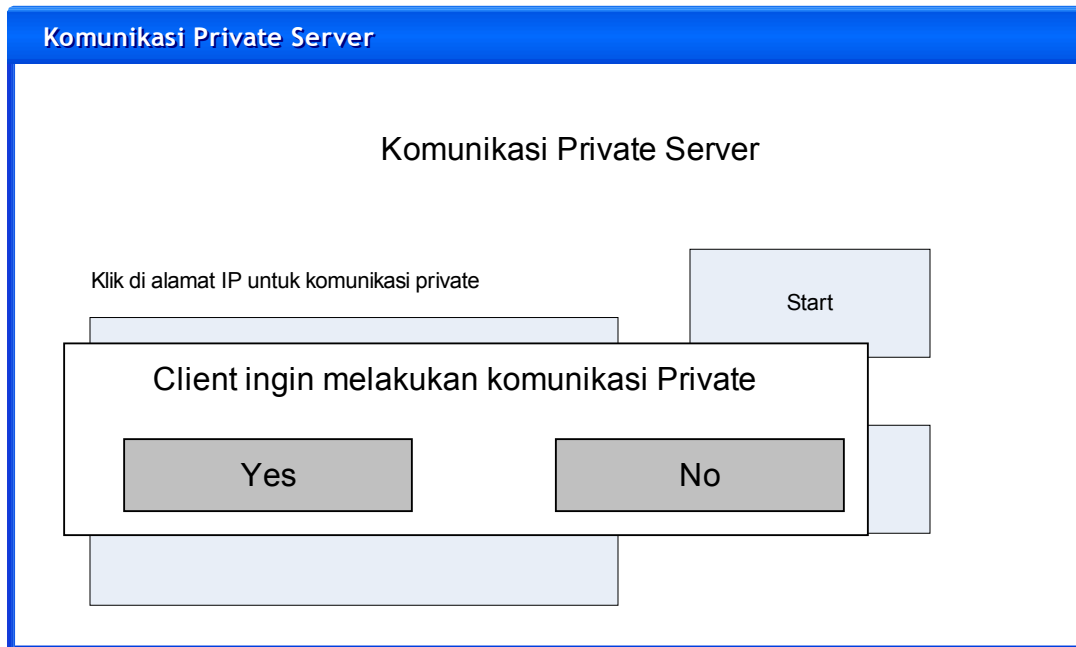 Komunikasi Private Server
Komunikasi Private Server
Klik di alamat IP untuk komunikasi private
Start
Client ingin melakukan komunikasi Private
Yes
No